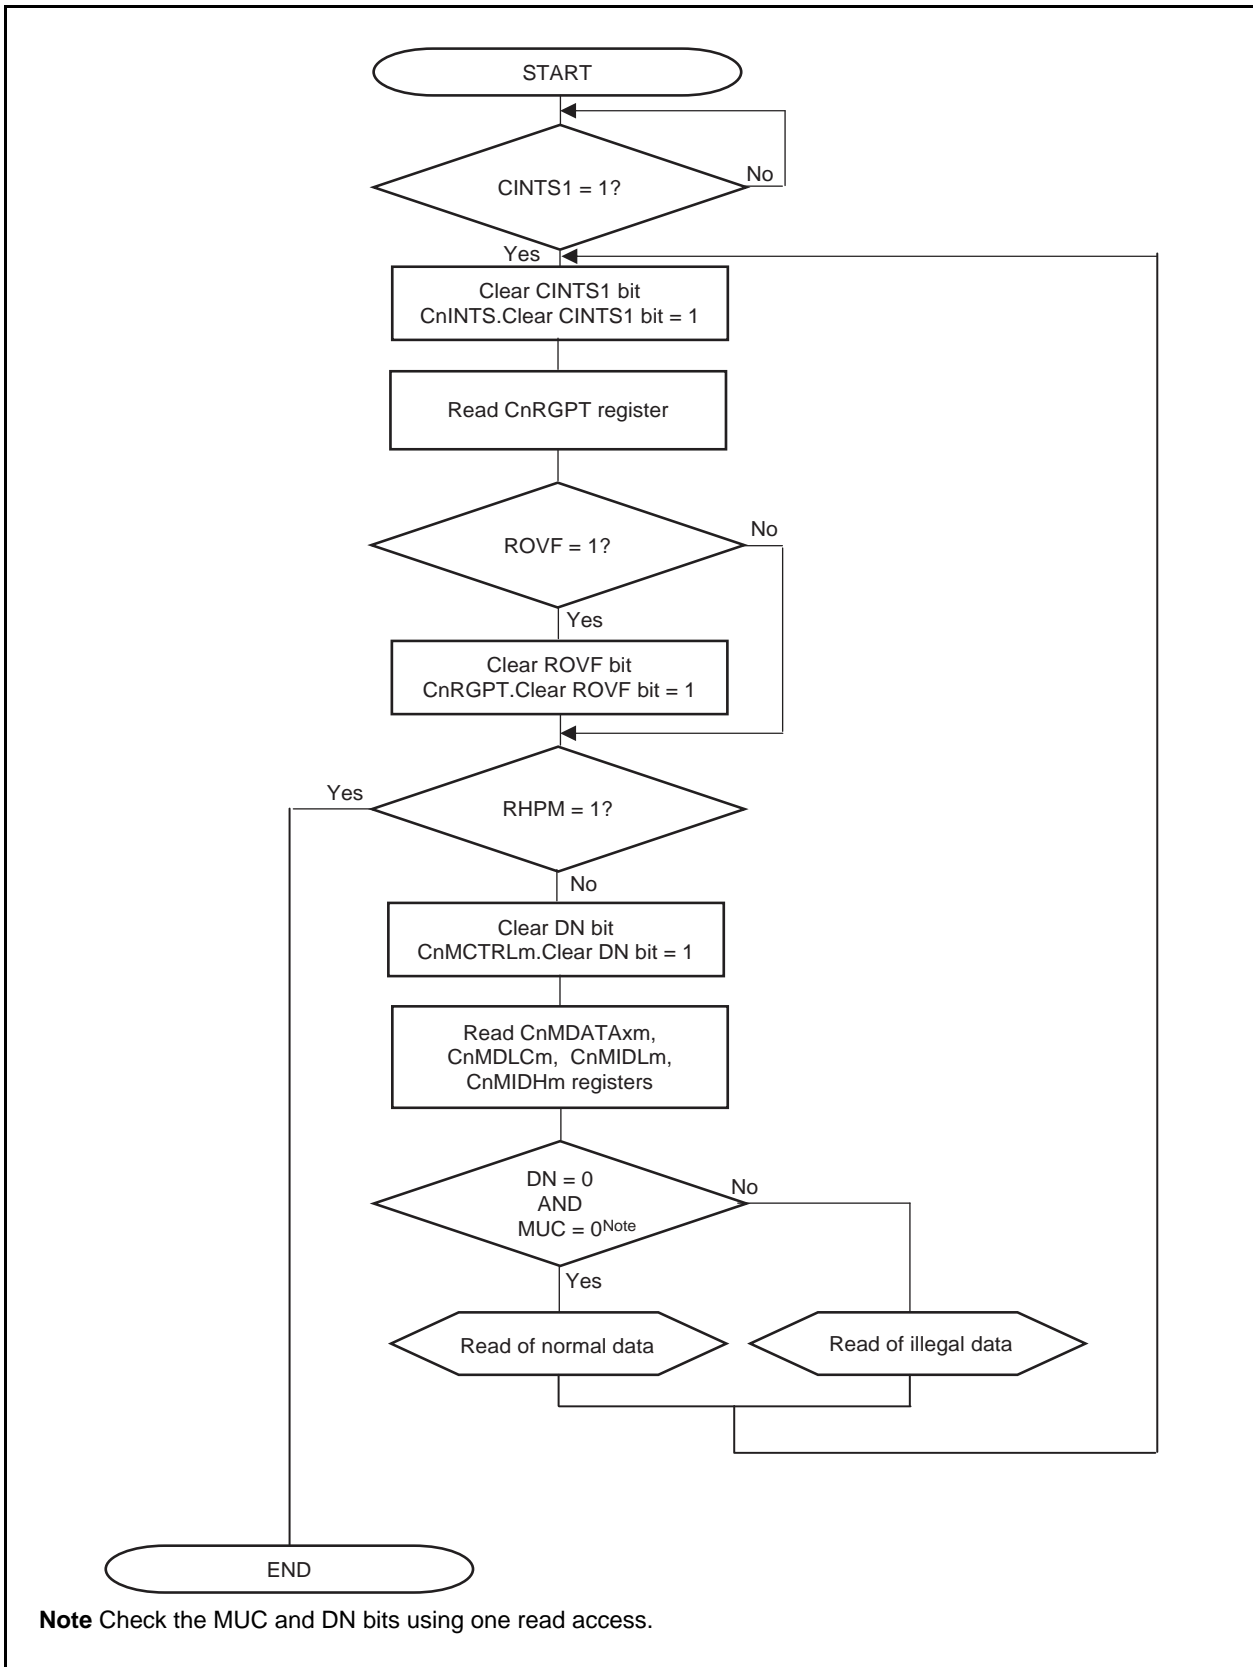 START
CINTS1 = 1?
No
Yes
Clear CINTS1 bit
CnINTS.Clear CINTS1 bit = 1
Read CnRGPT register
ROVF = 1?
No
Yes
Clear ROVF bit
CnRGPT.Clear ROVF bit = 1
Yes
RHPM = 1?
No
Clear DN bit
CnMCTRLm.Clear DN bit = 1
Read CnMDATAxm,
CnMDLCm, CnMIDLm,
CnMIDHm registers
DN = 0
AND
MUC = 0Note
No
Yes
Read of normal data
Read of illegal data
END
Note Check the MUC and DN bits using one read access.